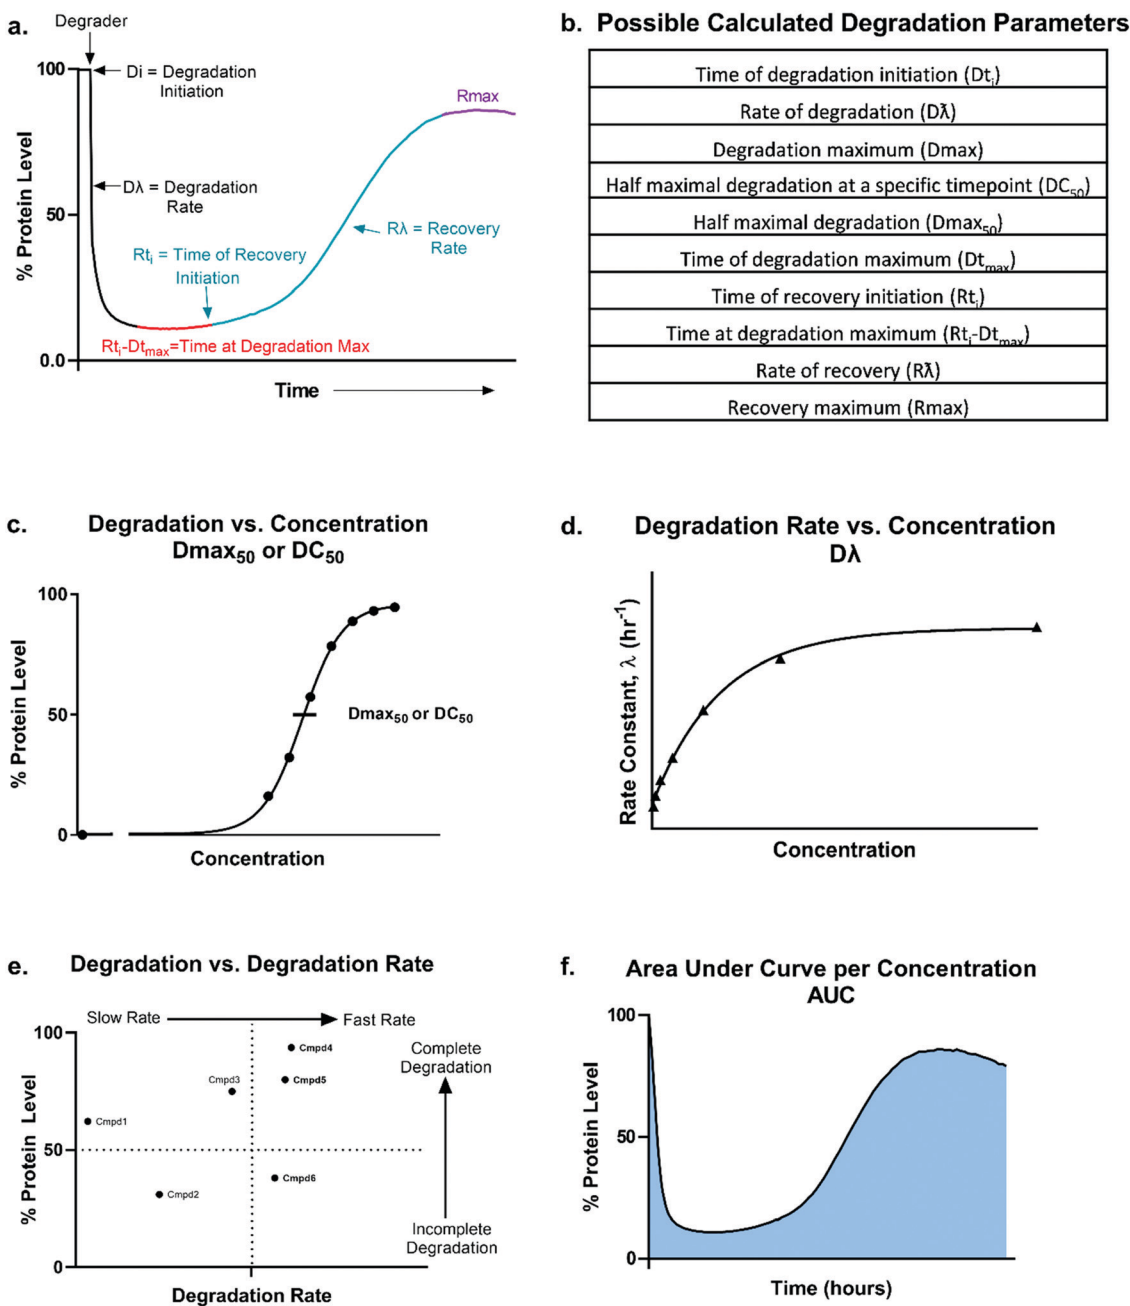 a.
Degrader
100
Di = Degradation
Initiation
Rmax
Dλ = Degradation
Rate
50
Rλ = Recovery
Rate
Rtᵢ = Time of Recovery
Initiation
% Protein Level
Rtᵢ-Dtₘₐₓ=Time at Degradation Max
0.0
Time
b. Possible Calculated Degradation Parameters
Time of degradation initiation (Dtᵢ)
Rate of degradation (Dƛ)
Degradation maximum (Dmax)
Half maximal degradation at a specific timepoint (DC₅₀)
Half maximal degradation (Dmax₅₀)
Time of degradation maximum (Dtₘₐₓ)
Time of recovery initiation (Rtᵢ)
Time at degradation maximum (Rtᵢ-Dtₘₐₓ)
Rate of recovery (Rƛ)
Recovery maximum (Rmax)
c. Degradation vs. Concentration
Dmax₅₀ or DC₅₀
100
50
0
% Protein Level
Dmax₅₀ or DC₅₀
Concentration
d. Degradation Rate vs. Concentration
Dλ
Rate Constant, λ (hr⁻¹)
Concentration
e. Degradation vs. Degradation Rate
Slow Rate
Fast Rate
100
50
0
% Protein Level
Cmpd4
Cmpd5
Cmpd3
Cmpd1
Cmpd6
Cmpd2
Complete
Degradation
Incomplete
Degradation
Degradation Rate
f. Area Under Curve per Concentration
AUC
100
50
0
% Protein Level
Time (hours)